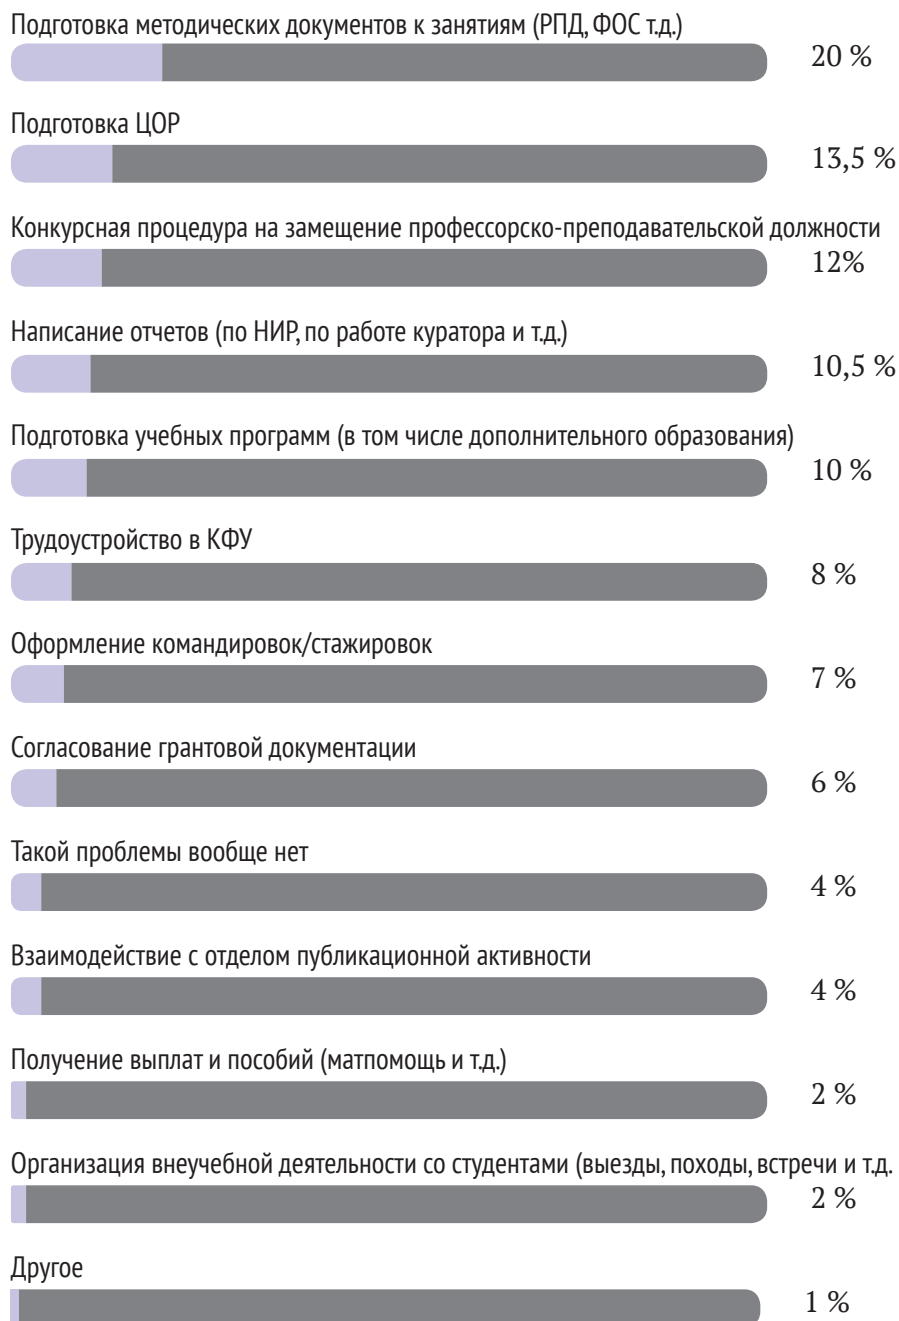 Подготовка методических документов к занятиям (РПД, ФОС т.д.)
20 %
Подготовка ЦОР
13,5 %
Конкурсная процедура на замещение профессорско-преподавательской должности
12%
Написание отчетов (по НИР, по работе куратора и т.д.)
10,5 %
Подготовка учебных программ (в том числе дополнительного образования)
10 %
Трудоустройство в КФУ
8 %
Оформление командировок/стажировок
7 %
Согласование грантовой документации
6 %
Такой проблемы вообще нет
4 %
Взаимодействие с отделом публикационной активности
4 %
Получение выплат и пособий (матпомощь и т.д.)
2 %
Организация внеучебной деятельности со студентами (выезды, походы, встречи и т.д.
2 %
Другое
1 %